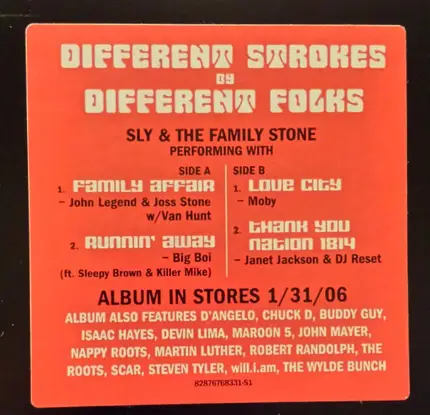 DIFFERENT STROKES
BY
DIFFERENT FOLKS
SLY & THE FAMILY STONE
PERFORMING WITH
SIDE A
1. FAMILY AFFAIR
– John Legend & Joss Stone
w/Van Hunt
2. RUNNIN' AWAY
– Big Boi
(ft. Sleepy Brown & Killer Mike)
SIDE B
1. LOVE CITY
– Moby
2. THANK YOU
NATION 1814
– Janet Jackson & DJ Reset
ALBUM IN STORES 1/31/06
ALBUM ALSO FEATURES D'ANGELO, CHUCK D, BUDDY GUY,
ISAAC HAYES, DEVIN LIMA, MAROON 5, JOHN MAYER,
NAPPY ROOTS, MARTIN LUTHER, ROBERT RANDOLPH, THE
ROOTS, SCAR, STEVEN TYLER, will.i.am, THE WYLDE BUNCH
82876768331-S1